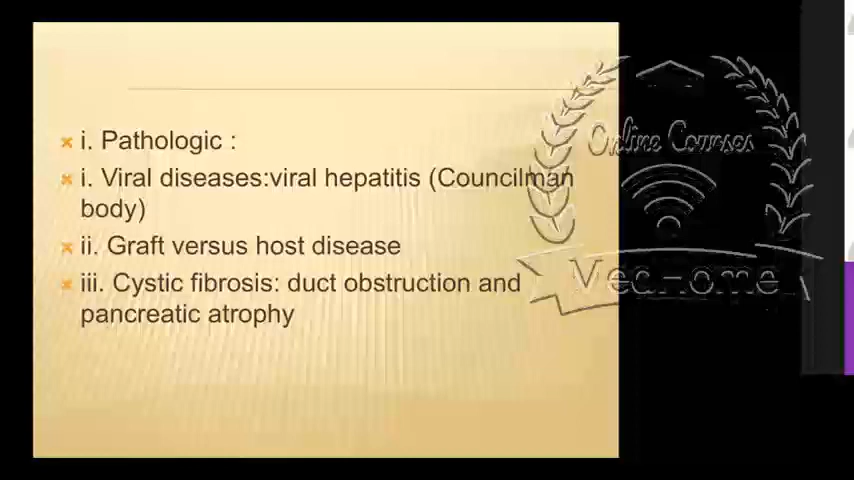 i. Pathologic :
i. Viral diseases:viral hepatitis (Councilman
body)
ii. Graft versus host disease
iii. Cystic fibrosis: duct obstruction and
pancreatic atrophy
Online Courses